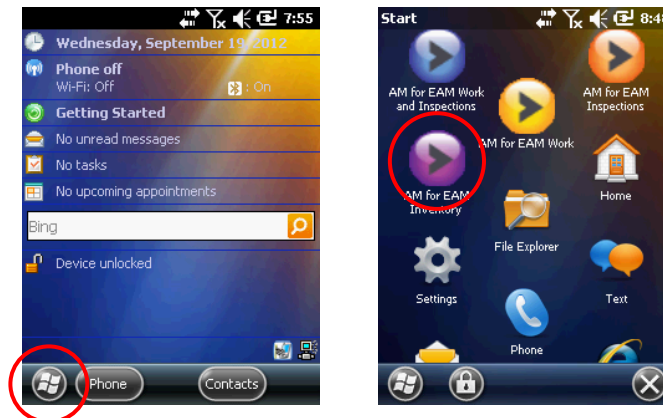 7:55
Wednesday, September 19, 2012
Phone off
Wi-Fi: Off
: On
Getting Started
No unread messages
No tasks
No upcoming appointments
Bing
Device unlocked
Phone
Contacts
Start
8:48
AM for EAM Work
and Inspections
AM for EAM Work
AM for EAM
Inspections
AM for EAM
Inventory
File Explorer
Home
Settings
Phone
Text